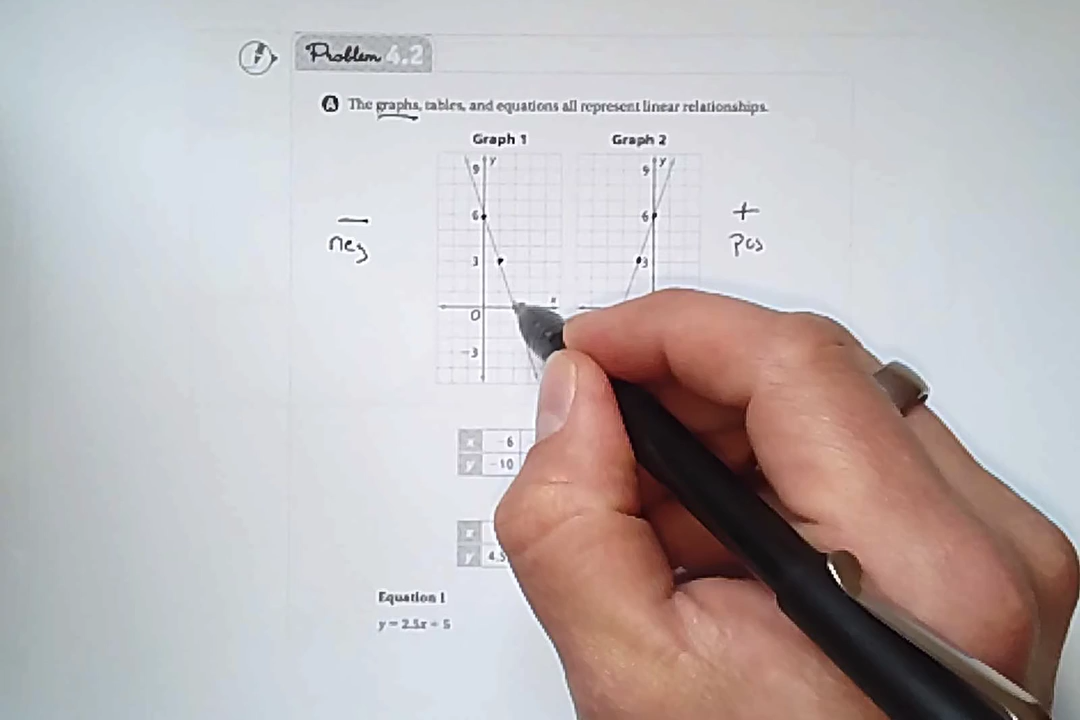 Problem 4.2
A The graphs, tables, and equations all represent linear relationships.
Graph 1 Graph 2
9 y 9 y
— 6 6 +
neg pos
3 3
x
O
-3
x -6
y -10
x
y 4.5
Equation 1
y = 2.5x + 5